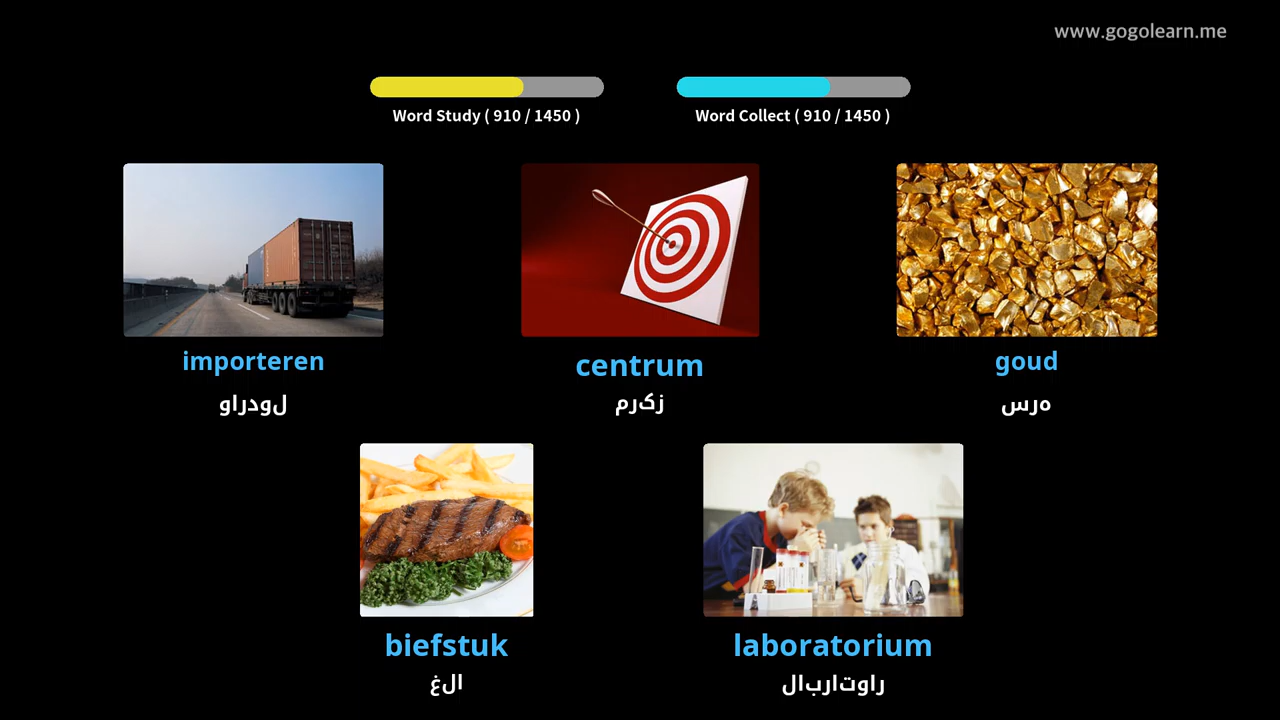 www.gogolearn.me
Word Study ( 910 / 1450 )
Word Collect ( 910 / 1450 )
importeren
centrum
goud
لودراو
زکرم
هرس
biefstuk
laboratorium
الغ
راوتاربال